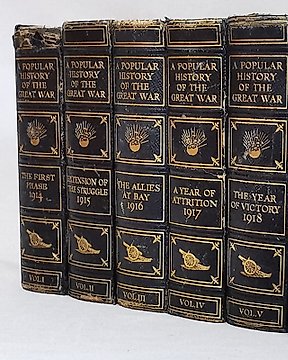 A POPULAR
HISTORY
OF THE
GREAT WAR
THE FIRST
PHASE
1914
VOL.I
A POPULAR
HISTORY
OF THE
GREAT WAR
EXTENSION OF
THE STRUGGLE
1915
VOL.II
A POPULAR
HISTORY
OF THE
GREAT WAR
THE ALLIES
AT BAY
1916
VOL.III
A POPULAR
HISTORY
OF THE
GREAT WAR
A YEAR OF
ATTRITION
1917
VOL.IV
A POPULAR
HISTORY
OF THE
GREAT WAR
THE YEAR
OF VICTORY
1918
VOL.V